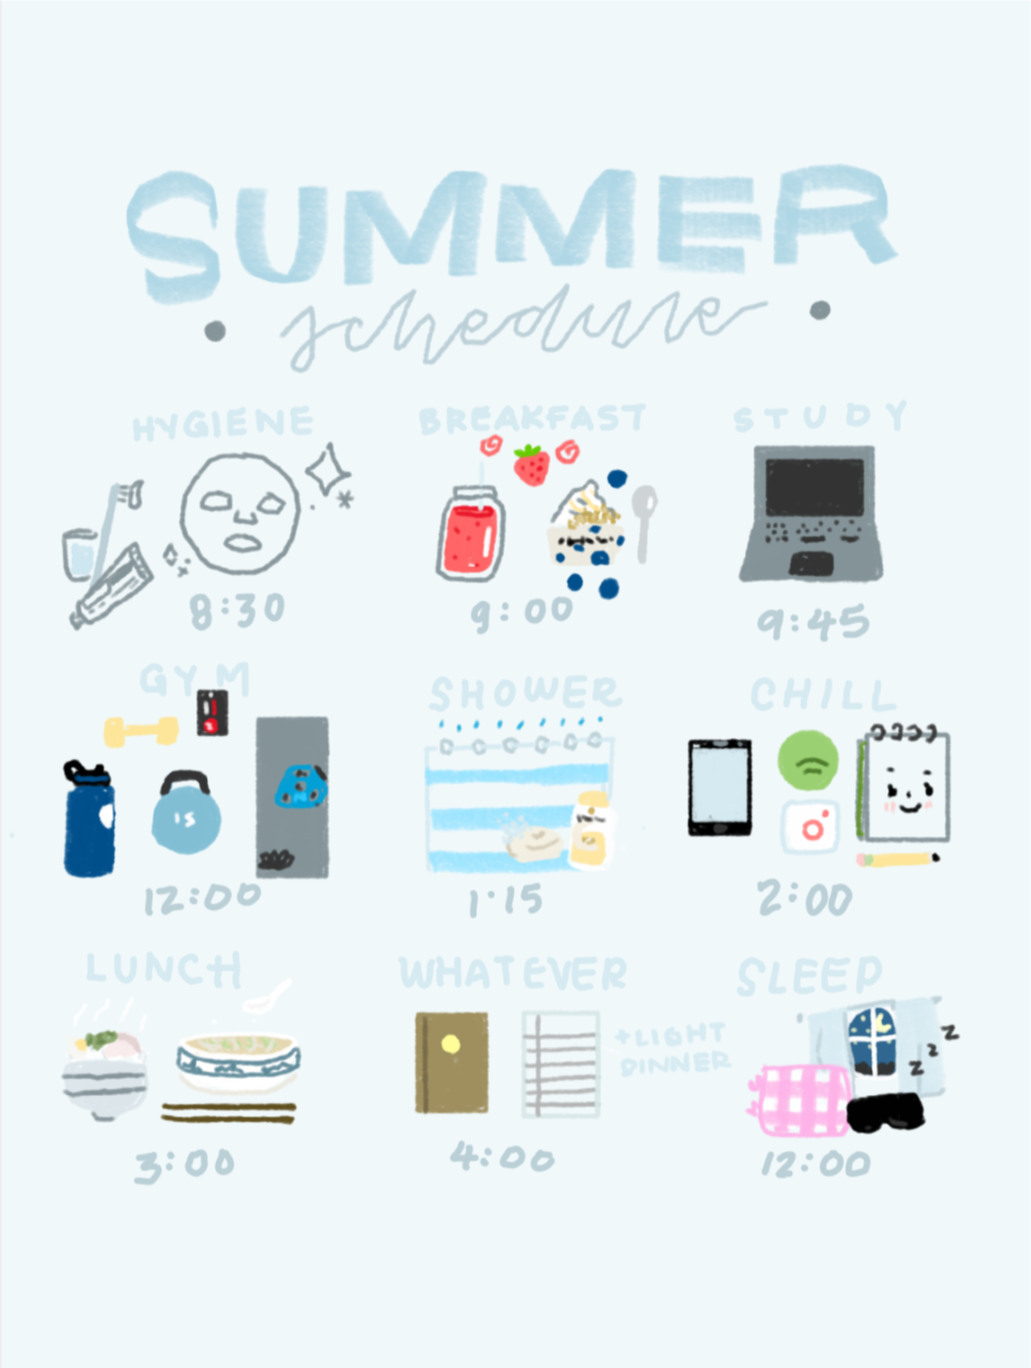 SUMMER
schedule
HYGIENE
8:30
BREAKFAST
9:00
STUDY
9:45
GYM
15
12:00
SHOWER
1:15
CHILL
2:00
LUNCH
3:00
WHATEVER
+LIGHT
DINNER
4:00
SLEEP
z
z
z
12:00